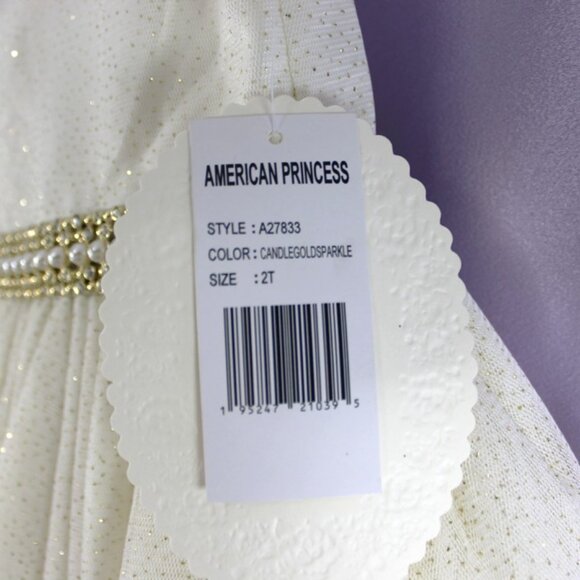 AMERICAN PRINCESS
STYLE : A27833
COLOR : CANDLEGOLDSPARKLE
SIZE : 2T
1 95247 21039 5